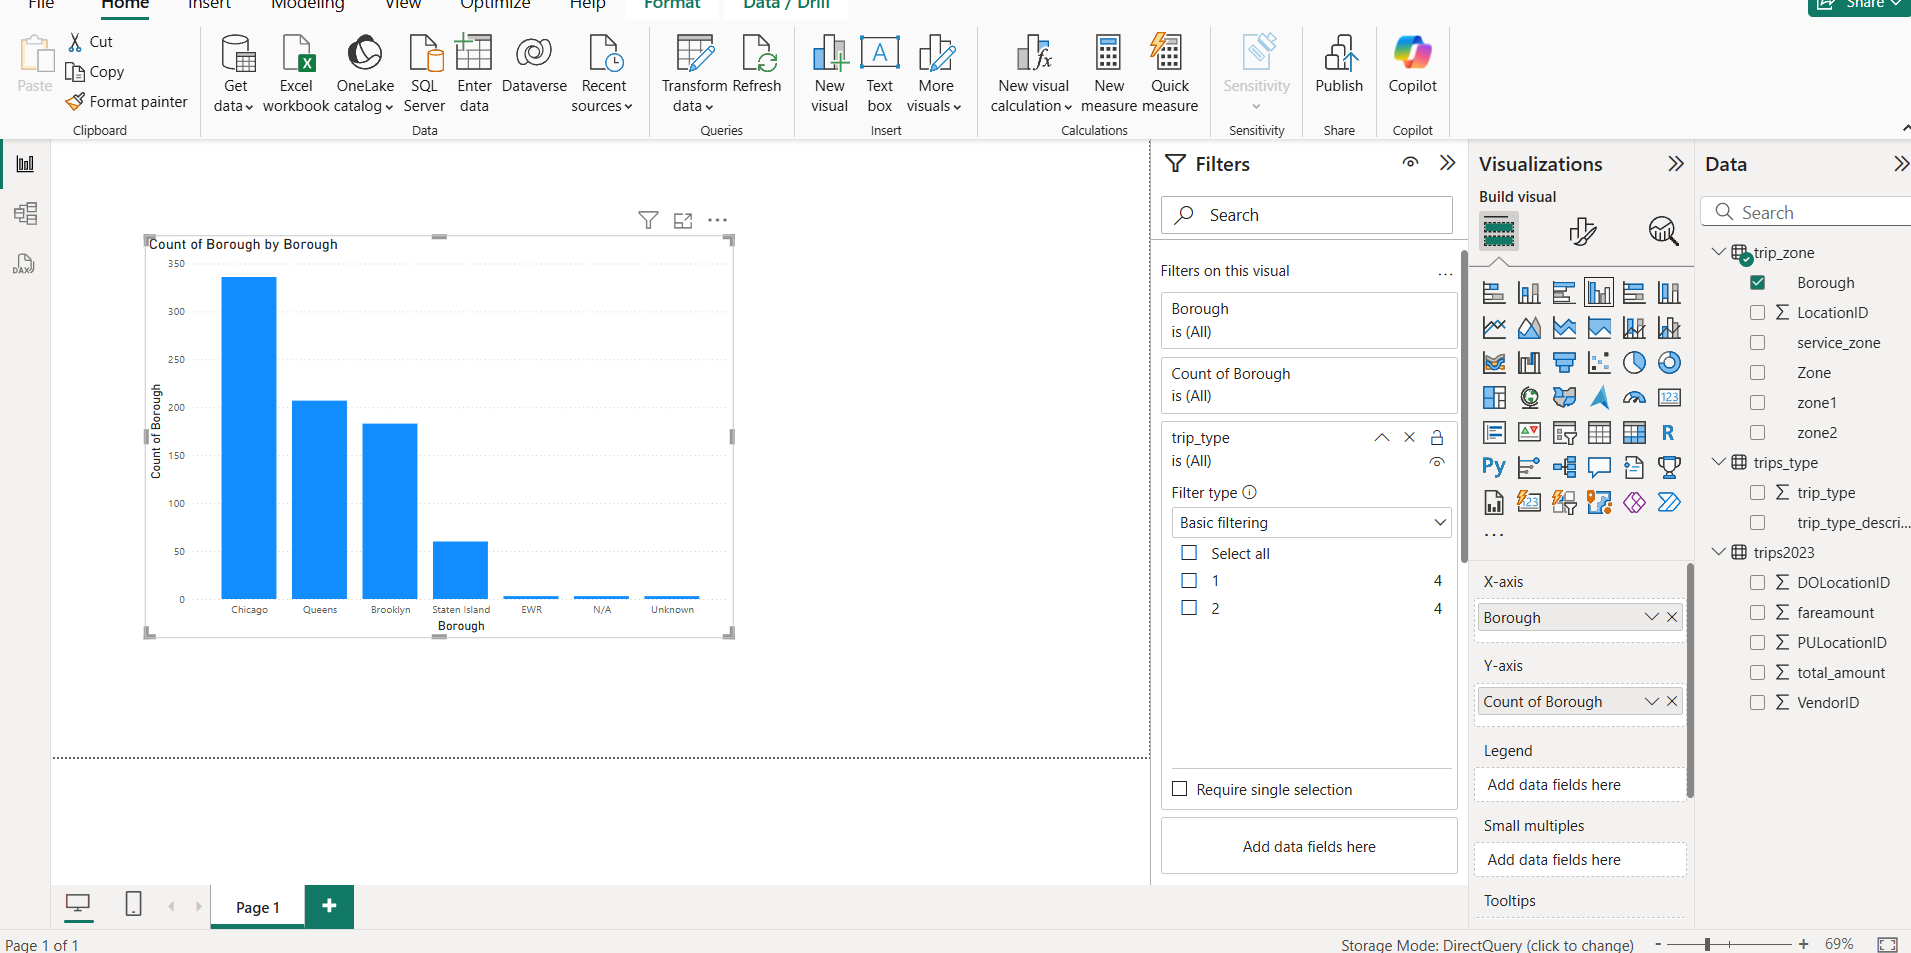 File Home Insert Modeling View Optimize Help Format Data / Drill Share
Paste
Cut
Copy
Format painter
Clipboard
Get data
Excel workbook
OneLake catalog
SQL Server
Enter data
Dataverse
Recent sources
Data
Transform data
Refresh
Queries
New visual
Text box
More visuals
Insert
New visual calculation
New measure
Quick measure
Calculations
Sensitivity
Sensitivity
Publish
Share
Copilot
Copilot
Count of Borough by Borough
350
300
250
200
150
100
50
0
Count of Borough
Chicago Queens Brooklyn Staten Island EWR N/A Unknown
Borough
Filters
Search
Filters on this visual
Borough
is (All)
Count of Borough
is (All)
trip_type
is (All)
Filter type
Basic filtering
Select all
1 4
2 4
Require single selection
Add data fields here
Visualizations
Build visual
123
R
Py
123
X-axis
Borough
Y-axis
Count of Borough
Legend
Add data fields here
Small multiples
Add data fields here
Tooltips
Data
Search
trip_zone
Borough
LocationID
service_zone
Zone
zone1
zone2
trips_type
trip_type
trip_type_descri...
trips2023
DOLocationID
fareamount
PULocationID
total_amount
VendorID
Page 1
Page 1 of 1
Storage Mode: DirectQuery (click to change)
- + 69%